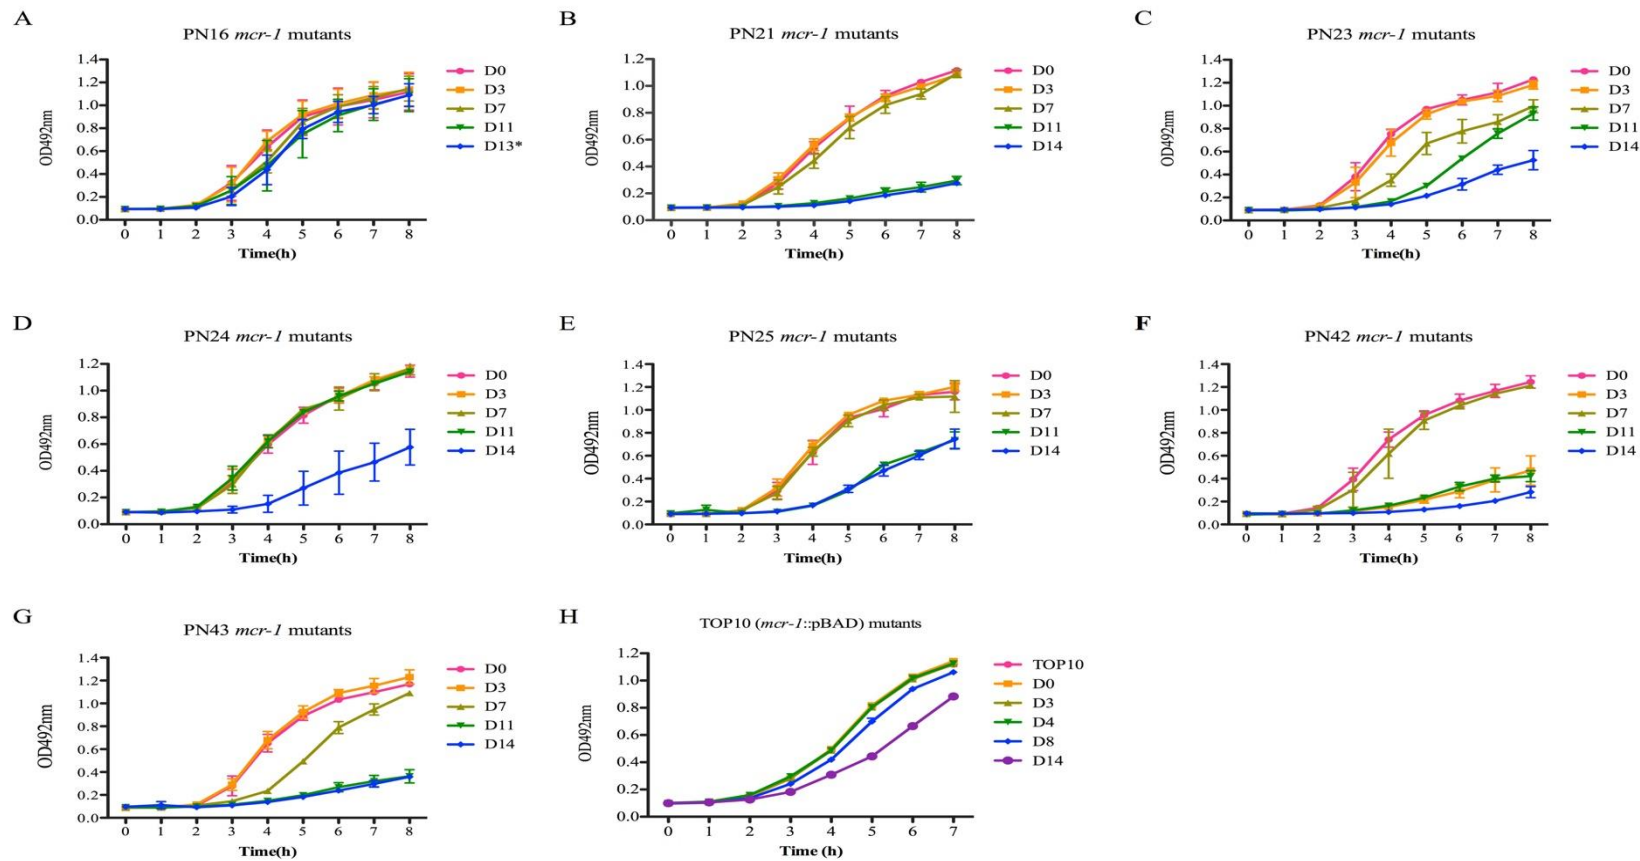 A
PN16 mcr-1 mutants
OD492nm
1.4
1.2
1.0
0.8
0.6
0.4
0.2
0.0
0 1 2 3 4 5 6 7 8
Time(h)
D0
D3
D7
D11
D13*
B
PN21 mcr-1 mutants
OD492nm
1.2
1.0
0.8
0.6
0.4
0.2
0.0
0 1 2 3 4 5 6 7 8
Time(h)
D0
D3
D7
D11
D14
C
PN23 mcr-1 mutants
OD492nm
1.4
1.2
1.0
0.8
0.6
0.4
0.2
0.0
0 1 2 3 4 5 6 7 8
Time(h)
D0
D3
D7
D11
D14
D
PN24 mcr-1 mutants
OD492nm
1.2
1.0
0.8
0.6
0.4
0.2
0.0
0 1 2 3 4 5 6 7 8
Time(h)
D0
D3
D7
D11
D14
E
PN25 mcr-1 mutants
OD492nm
1.4
1.2
1.0
0.8
0.6
0.4
0.2
0.0
0 1 2 3 4 5 6 7 8
Time(h)
D0
D3
D7
D11
D14
F
PN42 mcr-1 mutants
OD492nm
1.4
1.2
1.0
0.8
0.6
0.4
0.2
0.0
0 1 2 3 4 5 6 7 8
Time(h)
D0
D3
D7
D11
D14
G
PN43 mcr-1 mutants
OD492nm
1.4
1.2
1.0
0.8
0.6
0.4
0.2
0.0
0 1 2 3 4 5 6 7 8
Time(h)
D0
D3
D7
D11
D14
H
TOP10 (mcr-1::pBAD) mutants
OD492nm
1.2
1.0
0.8
0.6
0.4
0.2
0.0
0 1 2 3 4 5 6 7
Time (h)
TOP10
D0
D3
D4
D8
D14